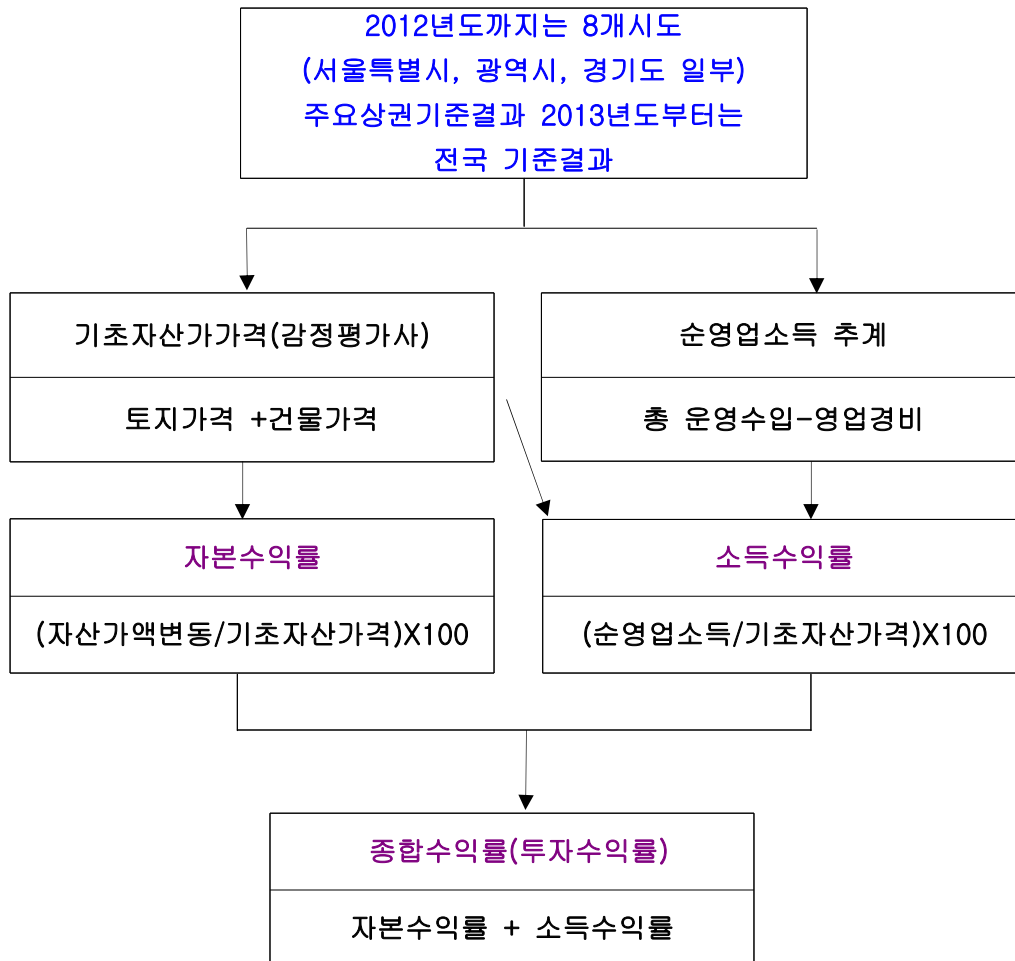 2012년도까지는 8개시도
(서울특별시, 광역시, 경기도 일부)
주요상권기준결과 2013년도부터는
전국 기준결과
기초자산가가격(감정평가사)
토지가격 +건물가격
순영업소득 추계
총 운영수입-영업경비
자본수익률
(자산가액변동/기초자산가격)X100
소득수익률
(순영업소득/기초자산가격)X100
종합수익률(투자수익률)
자본수익률 + 소득수익률